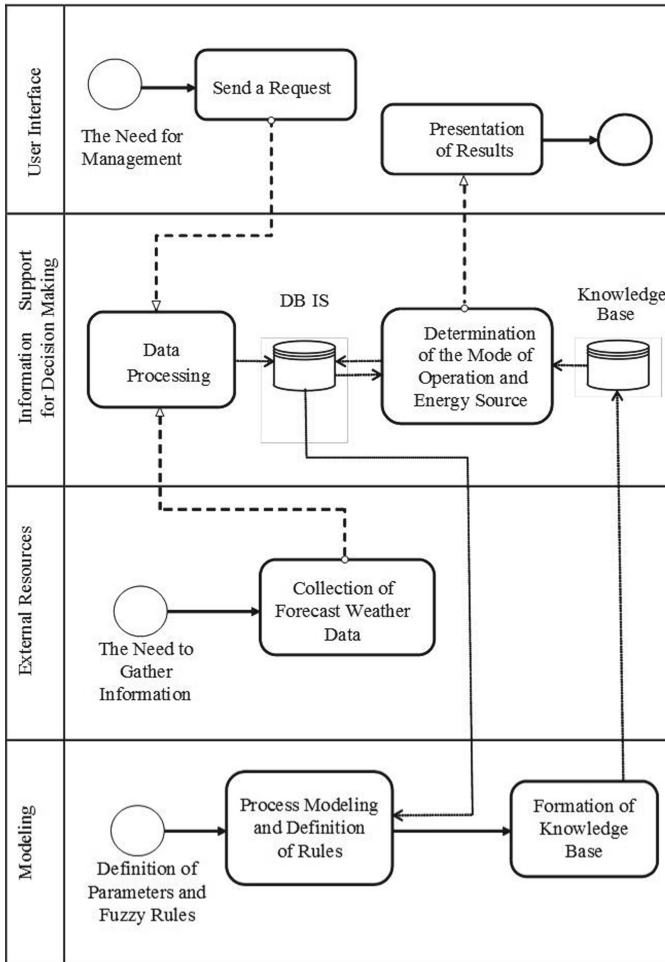 User Interface
Send a Request
The Need for
Management
Presentation
of Results
Information Support
for Decision Making
DB IS
Knowledge
Base
Data
Processing
Determination
of the Mode of
Operation and
Energy Source
External Resources
Collection of
Forecast Weather
Data
The Need to
Gather
Information
Modeling
Process Modeling
and Definition
of Rules
Formation of
Knowledge
Base
Definition of
Parameters and
Fuzzy Rules